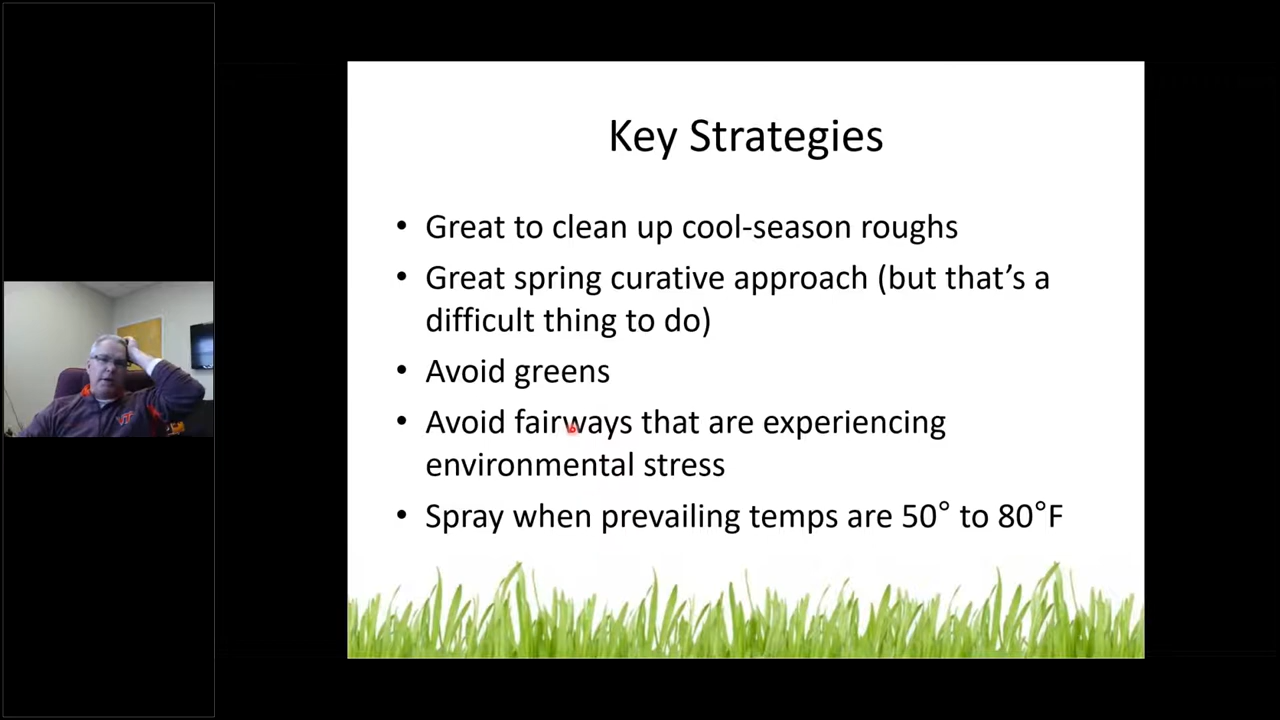 Key Strategies
• Great to clean up cool-season roughs
• Great spring curative approach (but that's a
difficult thing to do)
• Avoid greens
• Avoid fairways that are experiencing
environmental stress
• Spray when prevailing temps are 50° to 80°F
VT